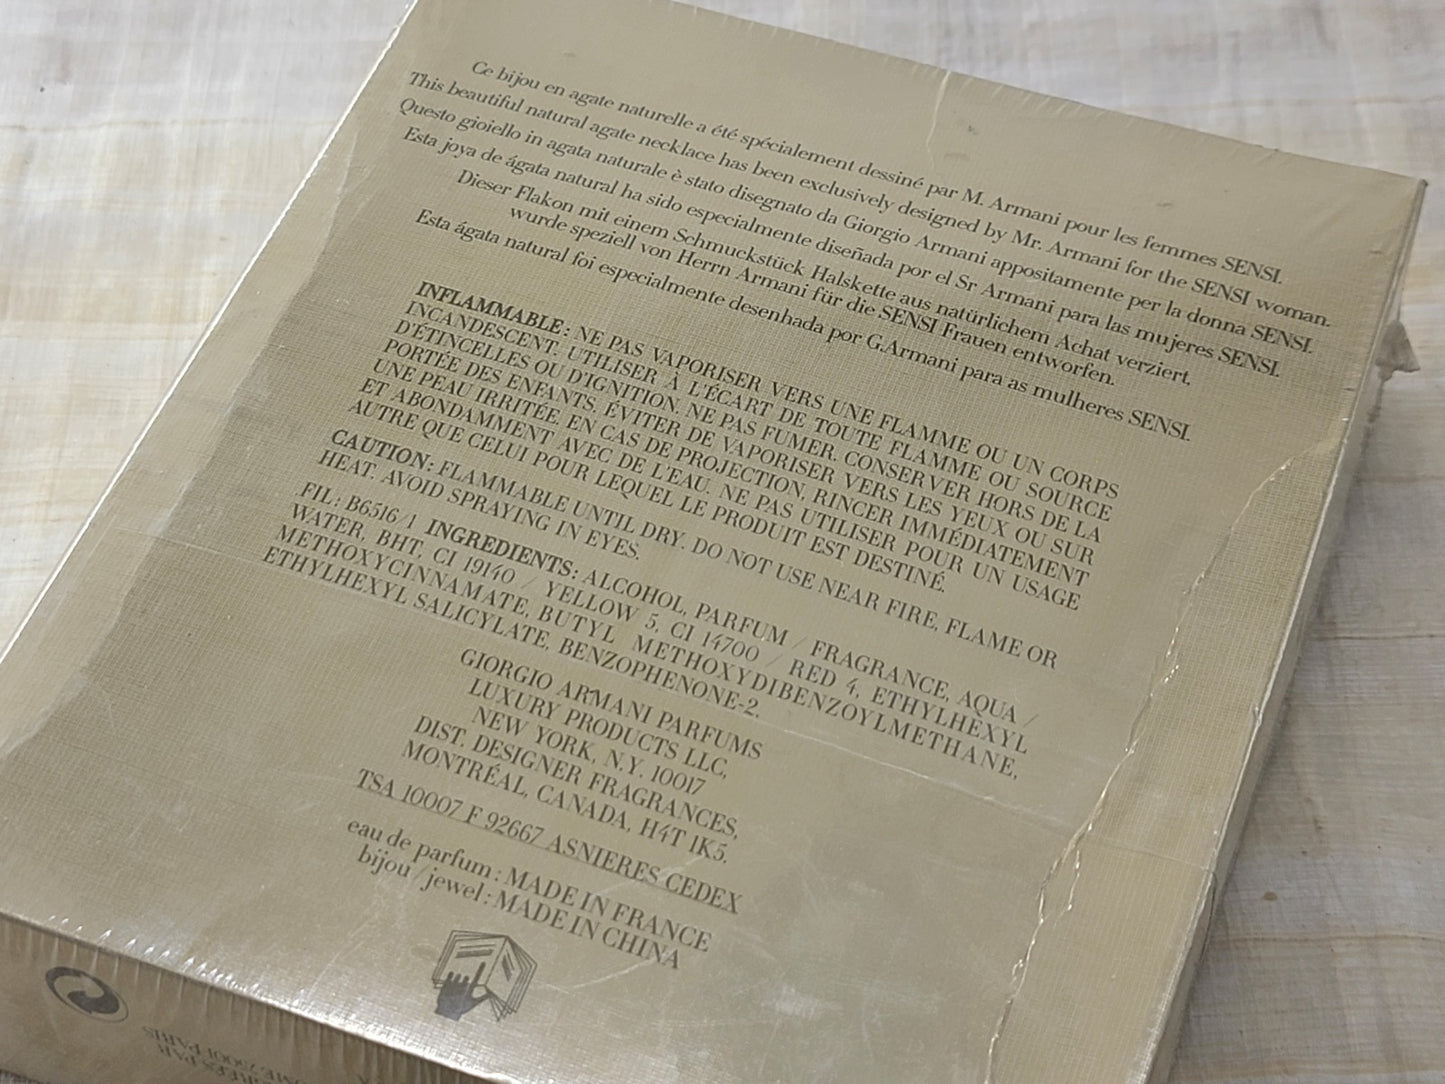 Ce bijou en agate naturelle a été spécialement dessiné par M. Armani pour les femmes SENSI.
This beautiful natural agate necklace has been exclusively designed by Mr. Armani for the SENSI woman.
Questo gioiello in agata naturale è stato disegnato da Giorgio Armani appositamente per la donna SENSI.
Esta joya de ágata natural ha sido especialmente diseñada por el Sr Armani para las mujeres SENSI.
Dieser Flakon mit einem Schmuckstück Halskette aus natürlichem Achat verziert,
wurde speziell von Herrn Armani für die SENSI Frauen entworfen.
Esta ágata natural foi especialmente desenhada por G.Armani para as mulheres SENSI.
INFLAMMABLE: NE PAS VAPORISER VERS UNE FLAMME OU UN CORPS
INCANDESCENT. UTILISER À L'ÉCART DE TOUTE FLAMME OU SOURCE
D'ÉTINCELLES OU D'IGNITION. NE PAS FUMER. CONSERVER HORS DE LA
PORTÉE DES ENFANTS. ÉVITER DE VAPORISER VERS LES YEUX OU SUR
UNE PEAU IRRITÉE. EN CAS DE PROJECTION, RINCER IMMÉDIATEMENT
ET ABONDAMMENT AVEC DE L'EAU. NE PAS UTILISER POUR UN USAGE
AUTRE QUE CELUI POUR LEQUEL LE PRODUIT EST DESTINÉ.
CAUTION: FLAMMABLE UNTIL DRY. DO NOT USE NEAR FIRE, FLAME OR
HEAT. AVOID SPRAYING IN EYES.
FIL: B6516/1 INGREDIENTS: ALCOHOL, PARFUM / FRAGRANCE, AQUA /
WATER, BHT, CI 19140 / YELLOW 5, CI 14700 / RED 4, ETHYLHEXYL
METHOXYCINNAMATE, BUTYL METHOXYDIBENZOYLMETHANE,
ETHYLHEXYL SALICYLATE, BENZOPHENONE-2.
GIORGIO ARMANI PARFUMS
LUXURY PRODUCTS LLC,
NEW YORK, N.Y. 10017
DIST. DESIGNER FRAGRANCES,
MONTRÉAL, CANADA, H4T 1K5.
TSA 10007 F 92667 ASNIERES CEDEX
eau de parfum : MADE IN FRANCE
bijou/jewel : MADE IN CHINA
75001 PARIS